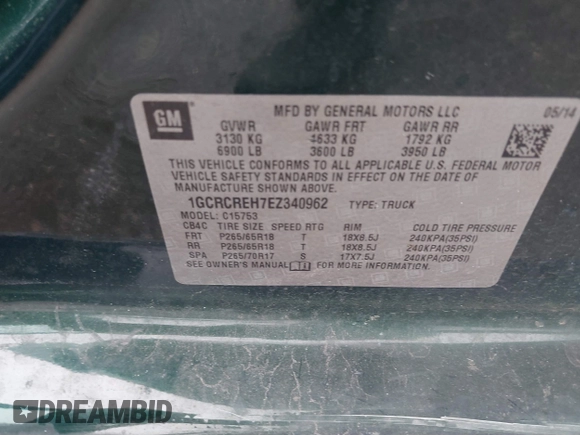 GM
MFD BY GENERAL MOTORS LLC 05/14
GVWR GAWR FRT GAWR RR
3130 KG 1633 KG 1792 KG
6900 LB 3600 LB 3950 LB
THIS VEHICLE CONFORMS TO ALL APPLICABLE U.S. FEDERAL MOTOR
VEHICLE SAFETY STANDARDS IN EFFECT ON THE DATE OF
MANUFACTURE SHOWN ABOVE.
1GCRCREH7EZ340962 TYPE: TRUCK
MODEL: C15753
CB4C TIRE SIZE SPEED RTG RIM COLD TIRE PRESSURE
FRT P265/65R18 T 18X8.5J 240KPA(35PSI)
RR P265/65R18 T 18X8.5J 240KPA(35PSI)
SPA P265/70R17 S 17X7.5J 240KPA(35PSI)
SEE OWNER'S MANUAL FOR ADDITIONAL INFORMATION
DREAMBID